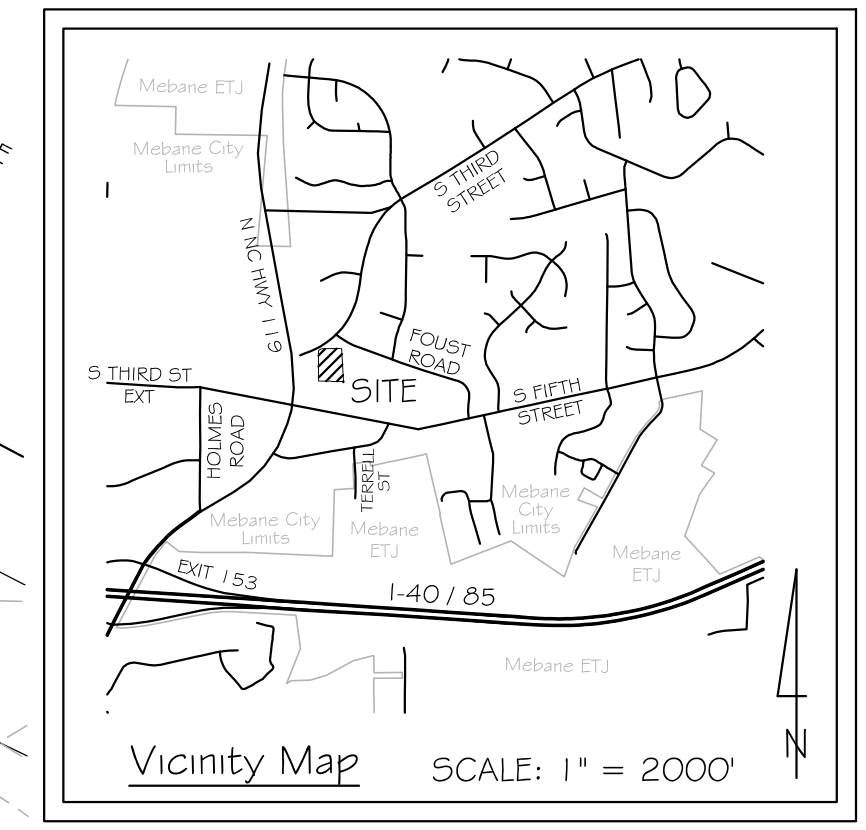 Mebane ETJ
Mebane City
Limits
S THIRD
STREET
N NC HWY 119
FOUST
ROAD
S THIRD ST
EXT
SITE
S FIFTH
STREET
HOLMES
ROAD
TERRELL
ST
Mebane City
Limits
Mebane
ETJ
Mebane
City
Limits
Mebane
ETJ
EXIT 153
I-40 / 85
Mebane ETJ
N
Vicinity Map
SCALE: 1" = 2000'